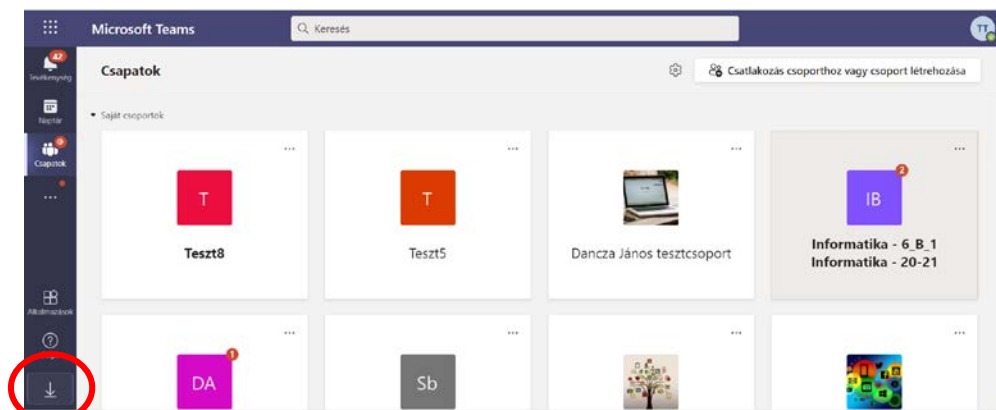 Microsoft Teams
Keresés
TT
42
Tevékenység
Naptár
9
Csapatok
Alkalmazások
Csapatok
Csatlakozás csoporthoz vagy csoport létrehozása
Saját csoportok
T
Teszt8
T
Teszt5
Dancza János tesztcsoport
2
IB
Informatika - 6_B_1
Informatika - 20-21
1
DA
Sb